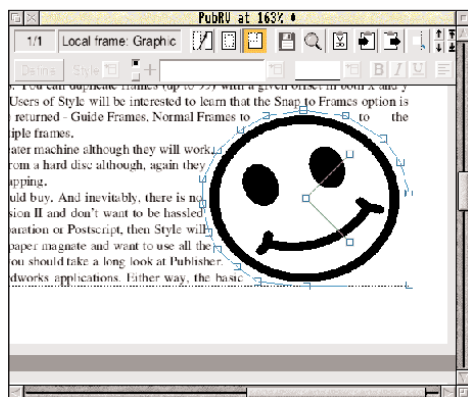 PubRV at 163%
1/1 Local frame: Graphic
Define Style B I U
s. You can duplicate frames (up to 99) with a given offset in both x and y
Users of Style will be interested to learn that the Snap to Frames option is
returned - Guide Frames, Normal Frames to to the
iple frames.
eater machine although they will work,
rom a hard disc although, again they
apping.
uld buy. And inevitably, there is no
sion II and don't want to be hassled
paration or Postscript, then Style will
paper magnate and want to use all the
you should take a long look at Publisher.
dworks applications. Either way, the basic